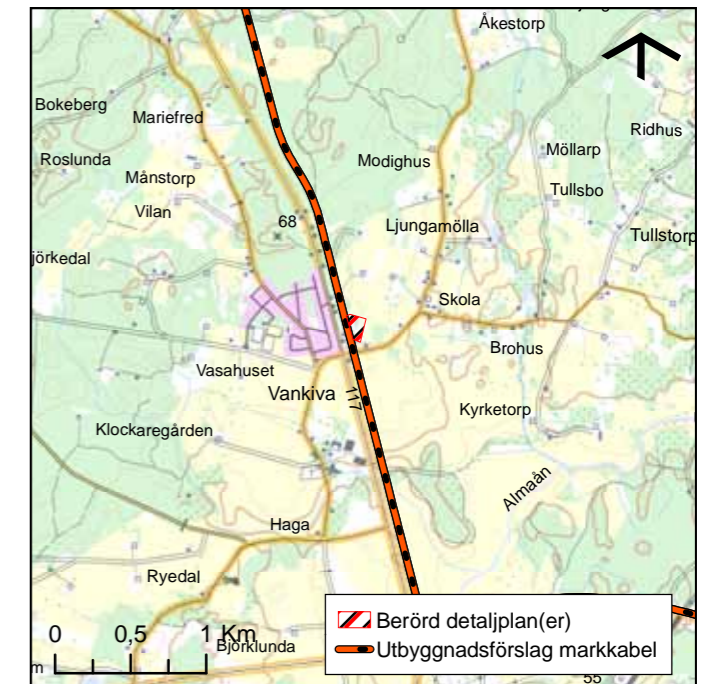 Åkestorp
Bokeberg
Mariefred
Ridhus
Roslunda
Modighus
Möllarp
Månstorp
Tullsbo
Vilan
68
Ljungamölla
Tullstorp
jörkedal
Skola
Brohus
Vasahuset
Vankiva
117
Kyrketorp
Klockaregården
Almaån
Haga
Ryedal
0 0,5 1 Km
Björklunda
m
Berörd detaljplan(er)
Utbyggnadsförslag markkabel
55